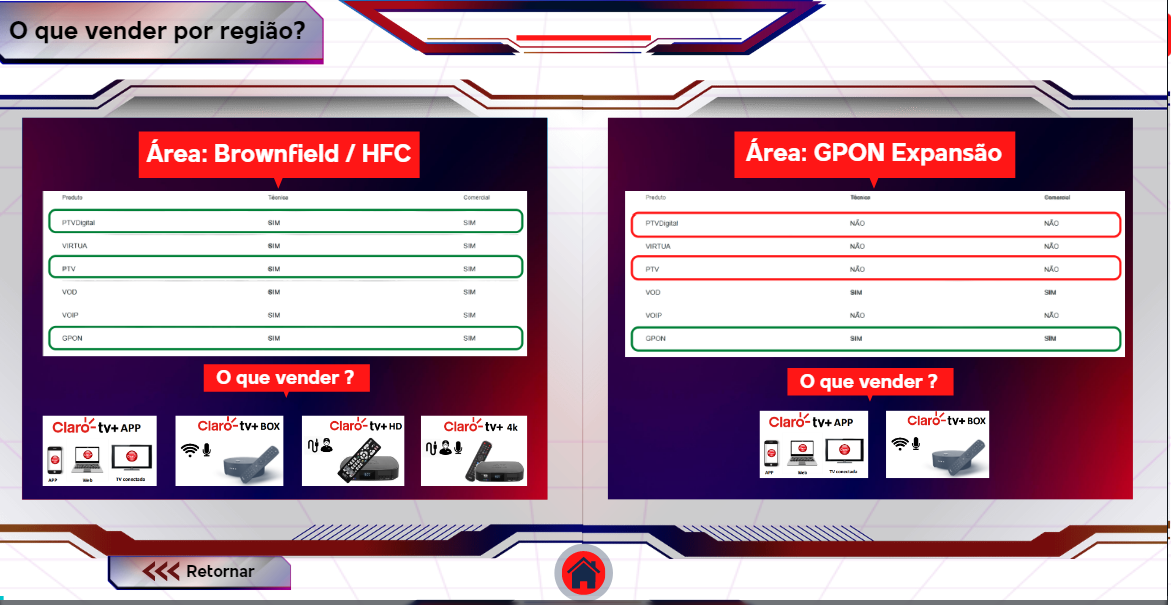 O que vender por região?
Área: Brownfield / HFC
Produto Técnica Comercial
PTVDigital SIM SIM
VIRTUA SIM SIM
PTV SIM SIM
VOD SIM SIM
VOIP SIM SIM
GPON SIM SIM
O que vender ?
Claro tv+ APP
APP Web TV conectada
Claro tv+ BOX
Claro tv+ HD
Claro tv+ 4k
Área: GPON Expansão
Produto Técnica Comercial
PTVDigital NÃO NÃO
VIRTUA NÃO NÃO
PTV NÃO NÃO
VOD SIM SIM
VOIP NÃO NÃO
GPON SIM SIM
O que vender ?
Claro tv+ APP
APP Web TV conectada
Claro tv+ BOX
Retornar